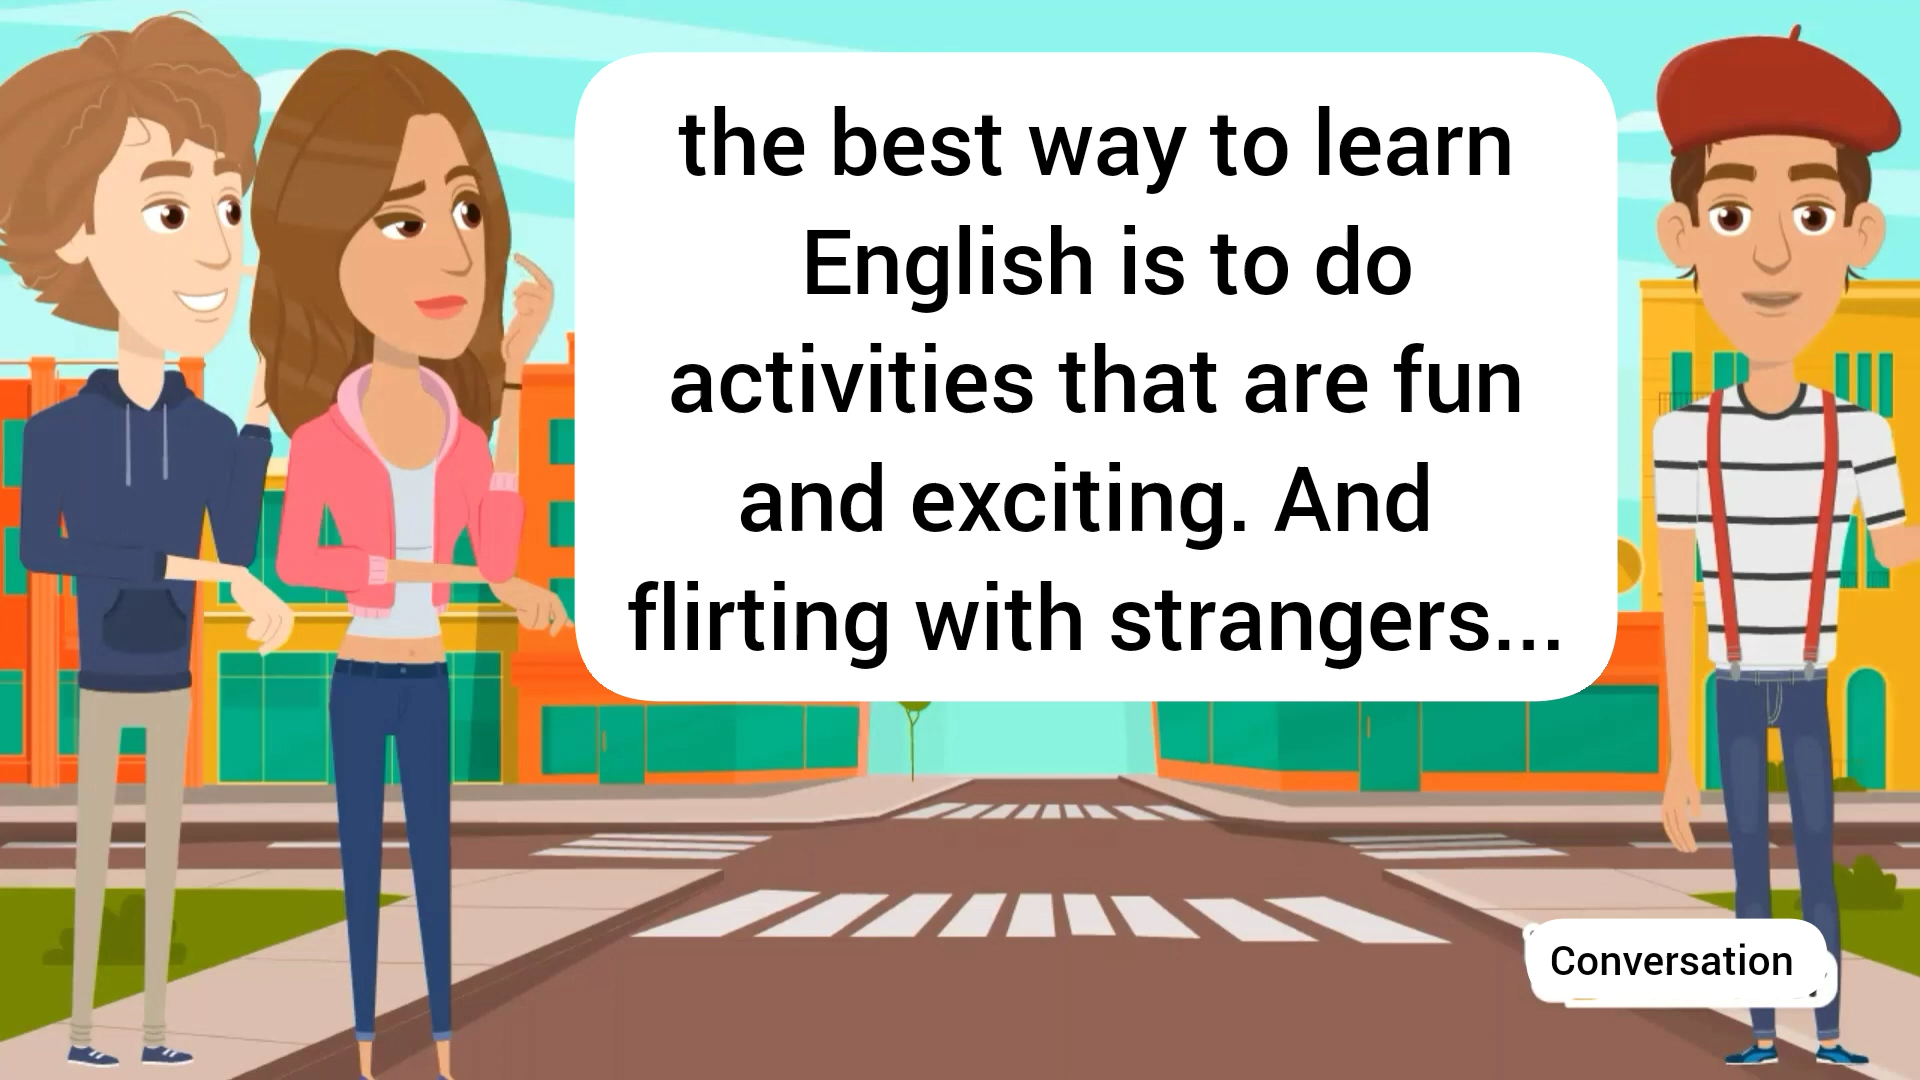 the best way to learn
English is to do
activities that are fun
and exciting. And
flirting with strangers...
Conversation